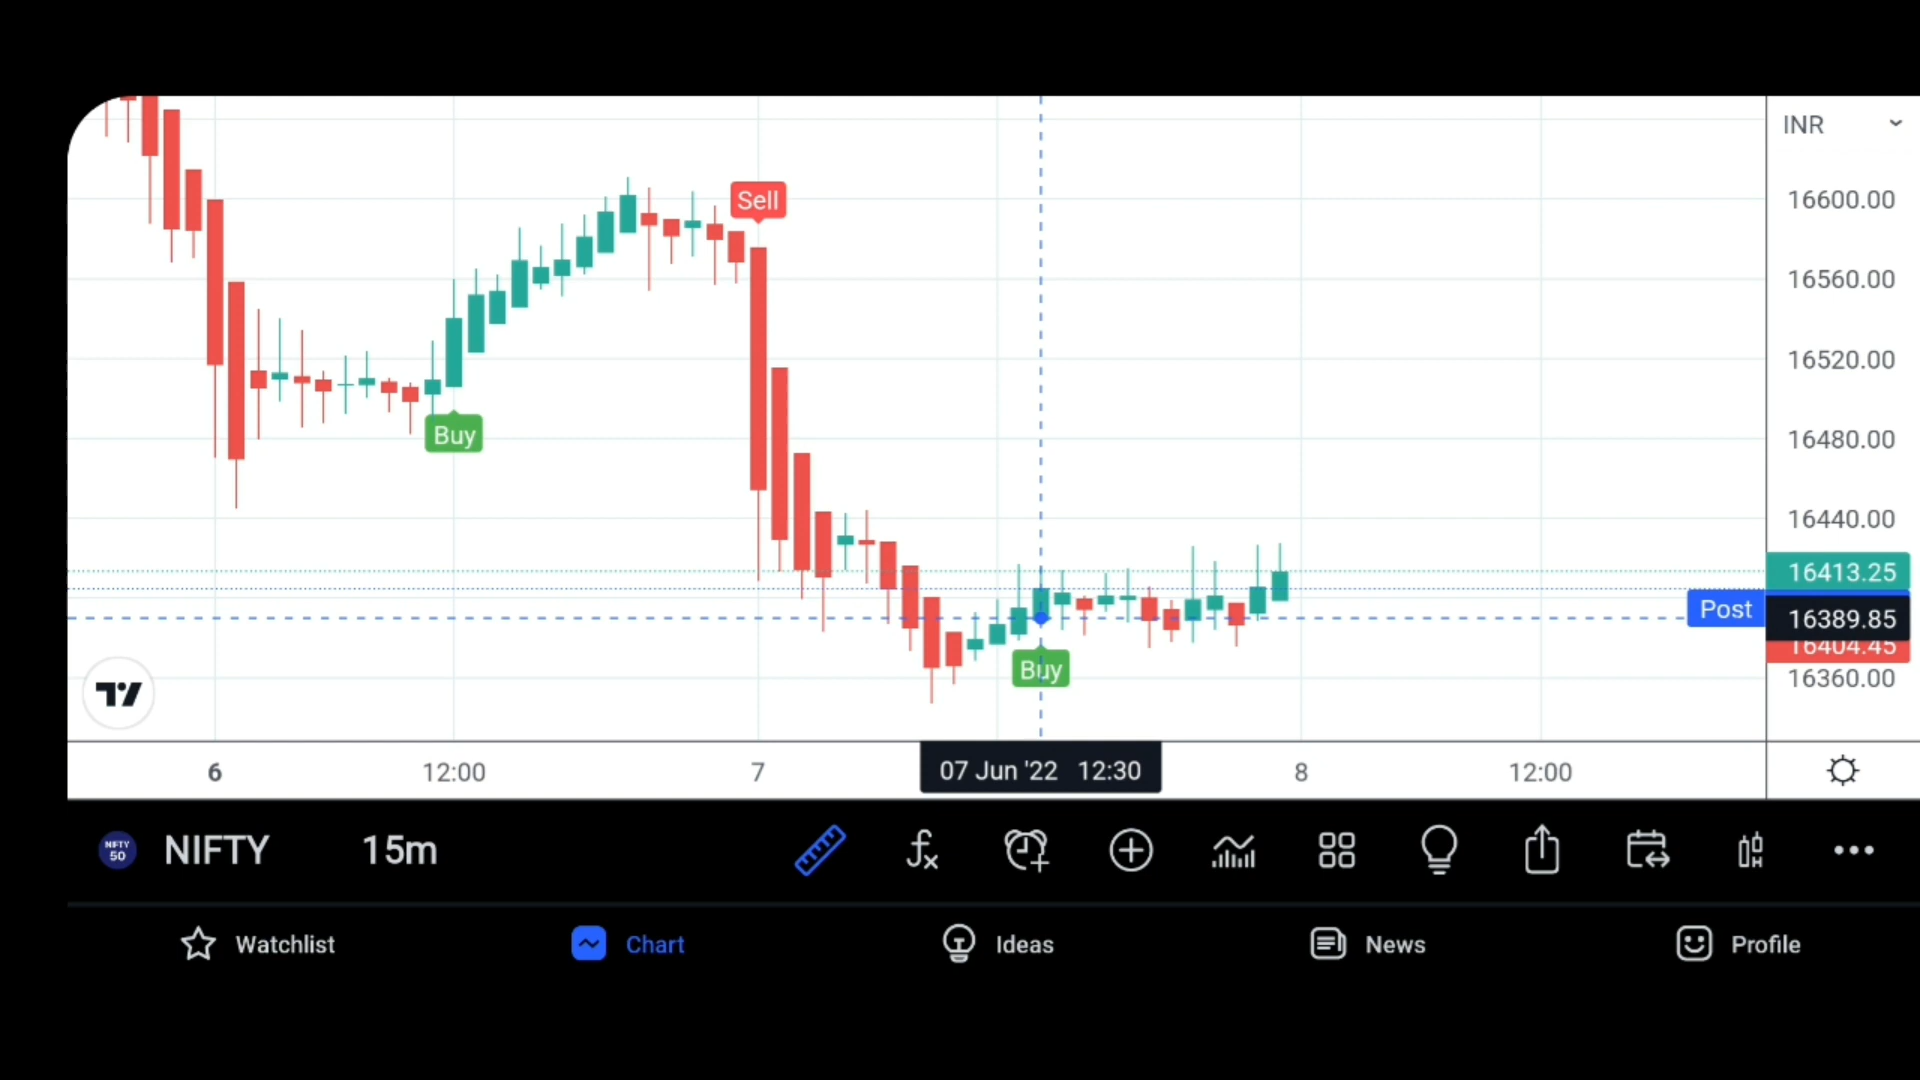 INR
16600.00
Sell
16560.00
16520.00
Buy
16480.00
16440.00
16413.25
Post
16389.85
16404.45
Buy
16360.00
6
12:00
7
07 Jun '22 12:30
8
12:00
NIFTY 50
NIFTY
15m
Watchlist
Chart
Ideas
News
Profile